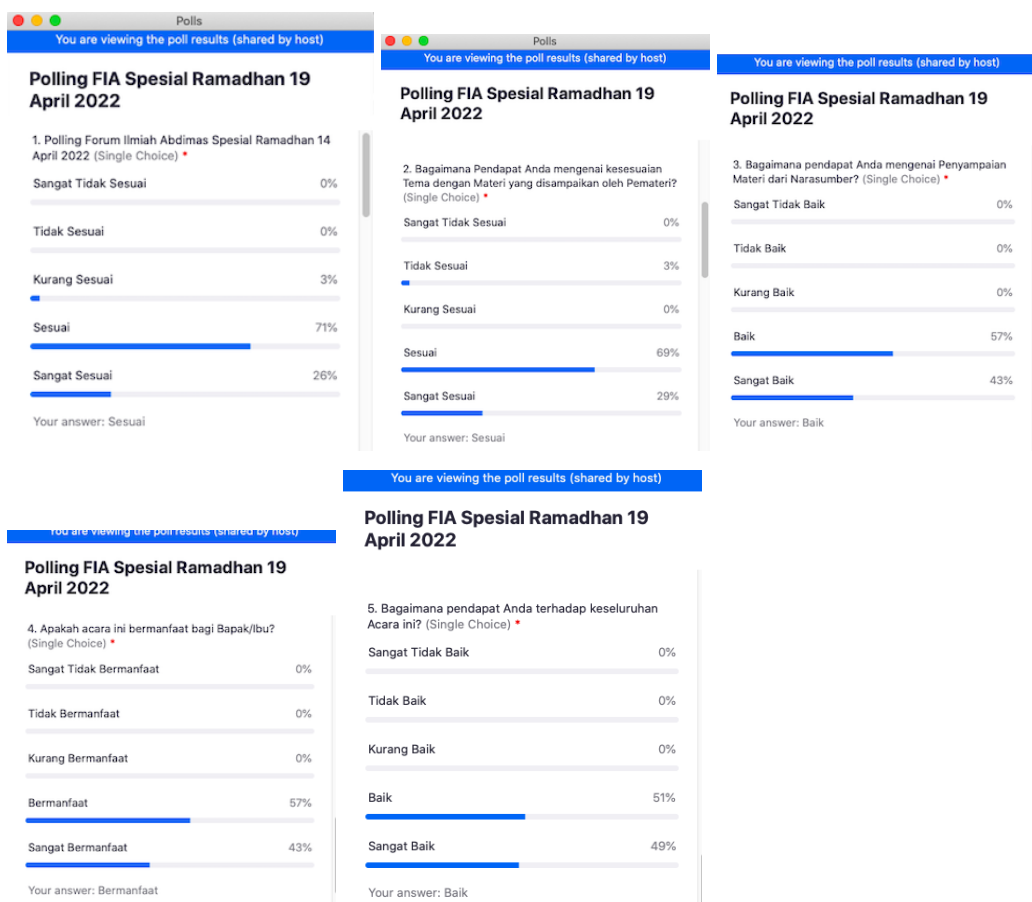 Polls
You are viewing the poll results (shared by host)
Polling FIA Spesial Ramadhan 19
April 2022
1. Polling Forum Ilmiah Abdimas Spesial Ramadhan 14
April 2022 (Single Choice) *
Sangat Tidak Sesuai 0%
Tidak Sesuai 0%
Kurang Sesuai 3%
Sesuai 71%
Sangat Sesuai 26%
Your answer: Sesuai
Polls
You are viewing the poll results (shared by host)
Polling FIA Spesial Ramadhan 19
April 2022
2. Bagaimana Pendapat Anda mengenai kesesuaian
Tema dengan Materi yang disampaikan oleh Pemateri?
(Single Choice) *
Sangat Tidak Sesuai 0%
Tidak Sesuai 3%
Kurang Sesuai 0%
Sesuai 69%
Sangat Sesuai 29%
Your answer: Sesuai
You are viewing the poll results (shared by host)
Polling FIA Spesial Ramadhan 19
April 2022
3. Bagaimana pendapat Anda mengenai Penyampaian
Materi dari Narasumber? (Single Choice) *
Sangat Tidak Baik 0%
Tidak Baik 0%
Kurang Baik 0%
Baik 57%
Sangat Baik 43%
Your answer: Baik
You are viewing the poll results (shared by host)
Polling FIA Spesial Ramadhan 19
April 2022
4. Apakah acara ini bermanfaat bagi Bapak/Ibu?
(Single Choice) *
Sangat Tidak Bermanfaat 0%
Tidak Bermanfaat 0%
Kurang Bermanfaat 0%
Bermanfaat 57%
Sangat Bermanfaat 43%
Your answer: Bermanfaat
You are viewing the poll results (shared by host)
Polling FIA Spesial Ramadhan 19
April 2022
5. Bagaimana pendapat Anda terhadap keseluruhan
Acara ini? (Single Choice) *
Sangat Tidak Baik 0%
Tidak Baik 0%
Kurang Baik 0%
Baik 51%
Sangat Baik 49%
Your answer: Baik